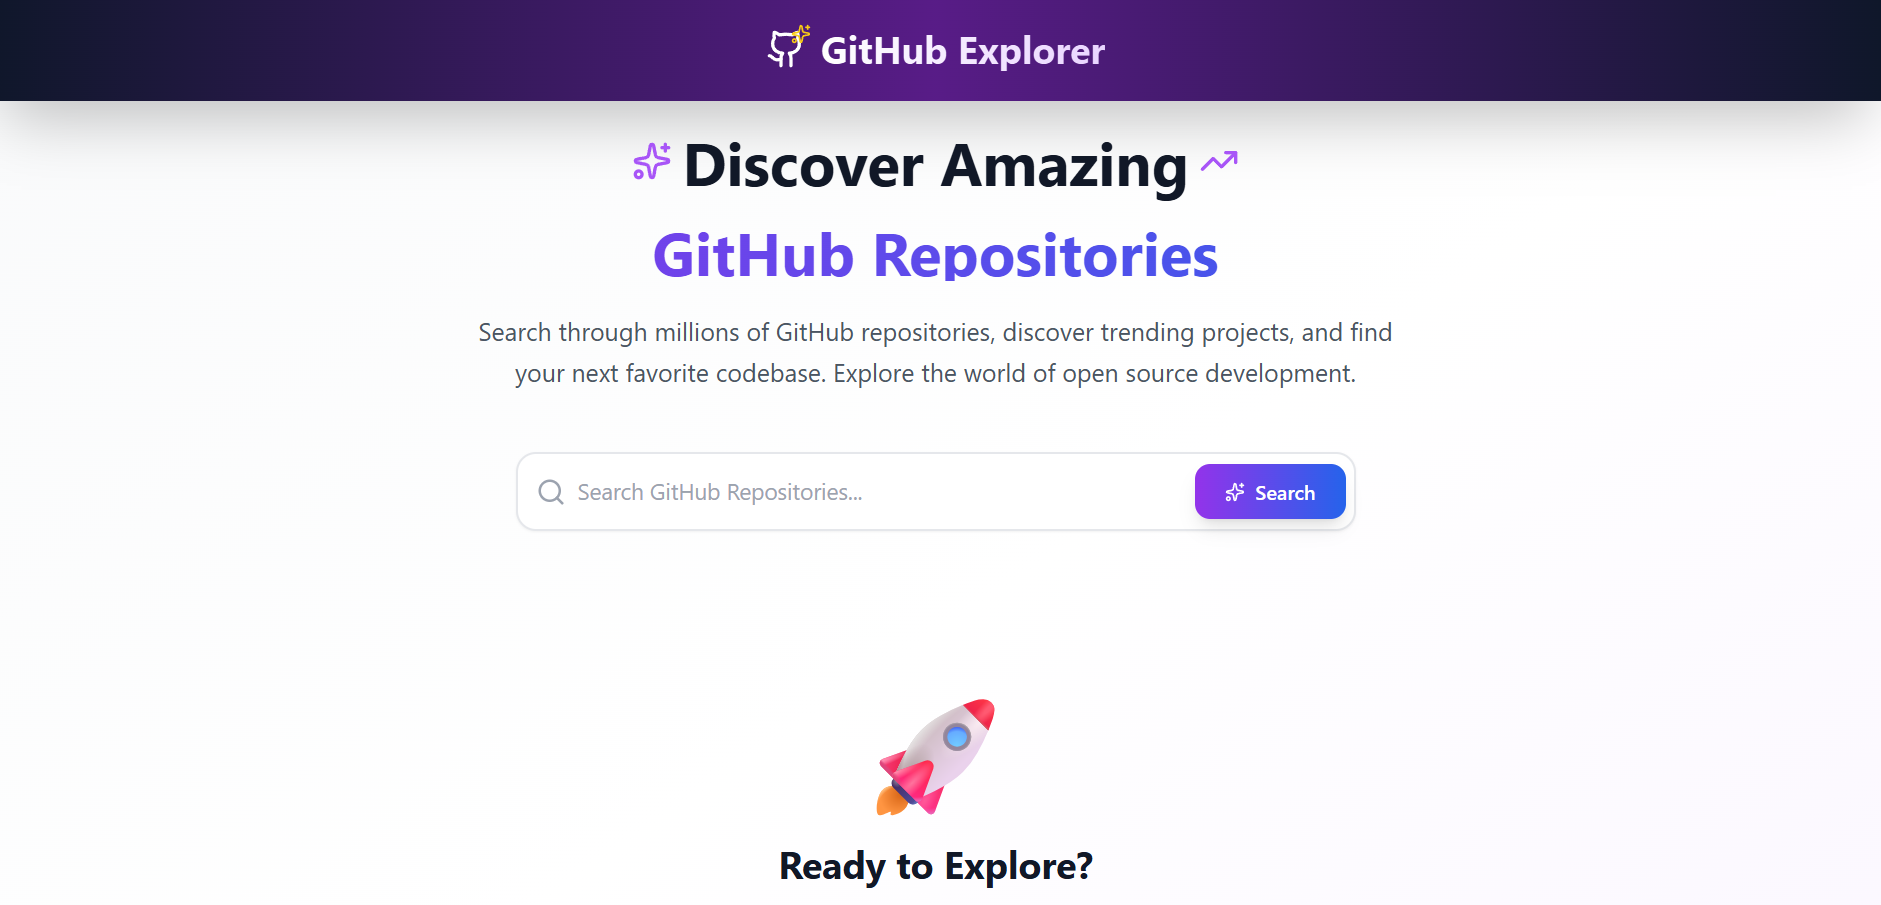 GitHub Explorer
Discover Amazing
GitHub Repositories
Search through millions of GitHub repositories, discover trending projects, and find
your next favorite codebase. Explore the world of open source development.
Search GitHub Repositories...
Search
Ready to Explore?